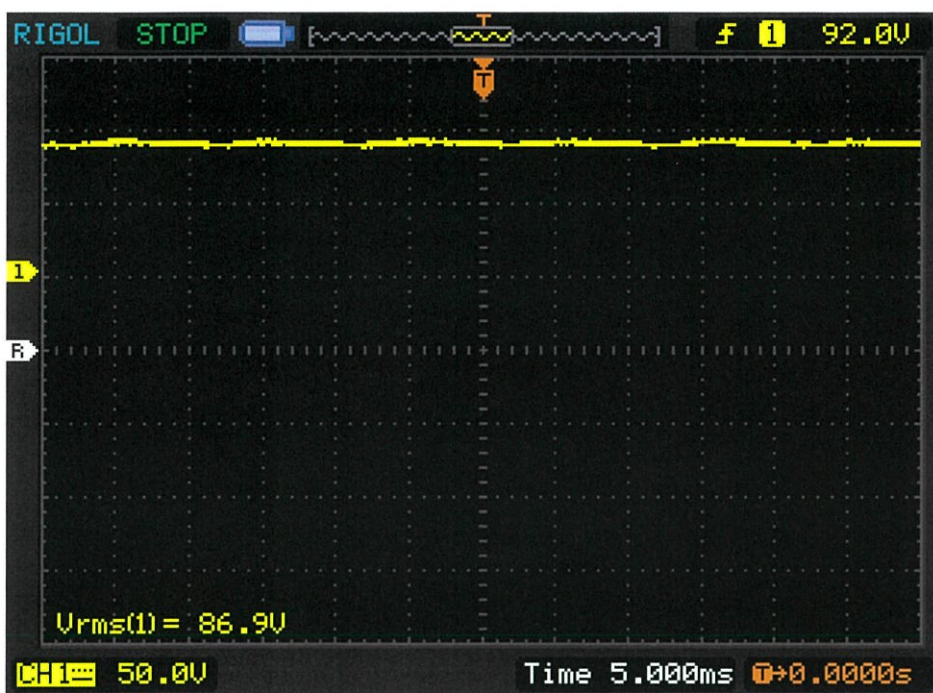 RIGOL STOP T 1 92.0V
T
1
R
Vrms(1)= 86.9V
CH1 50.0V Time 5.000ms T→0.0000s